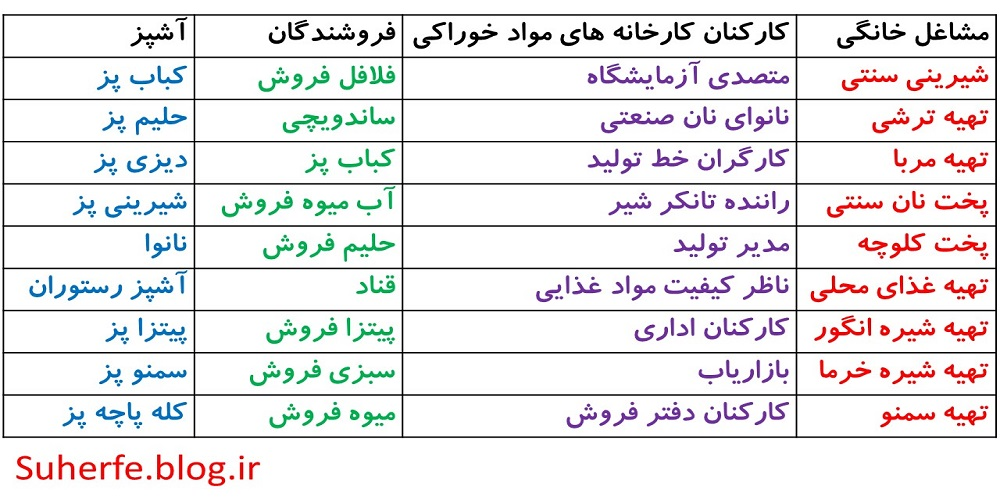 مشاغل خانگی کارکنان کارخانه های مواد خوراکی فروشندگان آشپز
شیرینی سنتی متصدی آزمایشگاه فلافل فروش کباب پز
تهیه ترشی نانوای نان صنعتی ساندویچی حلیم پز
تهیه مربا کارگران خط تولید کباب پز دیزی پز
پخت نان سنتی راننده تانکر شیر آب میوه فروش شیرینی پز
پخت کلوچه مدیر تولید حلیم فروش نانوا
تهیه غذای محلی ناظر کیفیت مواد غذایی قناد آشپز رستوران
تهیه شیره انگور کارکنان اداری پیتزا فروش پیتزا پز
تهیه شیره خرما بازاریاب سبزی فروش سمنو پز
تهیه سمنو کارکنان دفتر فروش میوه فروش کله پاچه پز
Suherfe.blog.ir